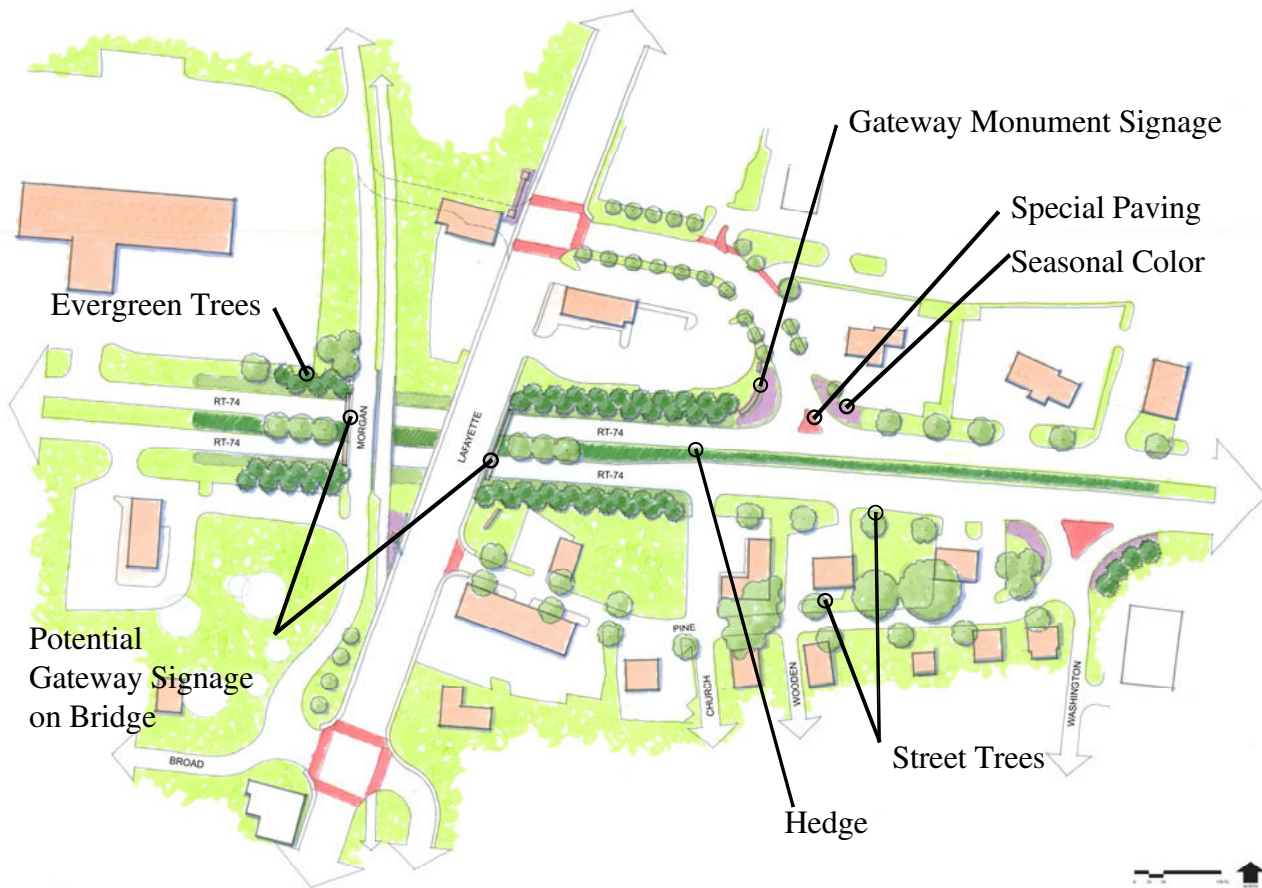 Gateway Monument Signage
Special Paving
Seasonal Color
Evergreen Trees
RT-74
RT-74
MORGAN
LAFAYETTE
RT-74
RT-74
Potential
Gateway Signage
on Bridge
PINE
CHURCH
WOODEN
WASHINGTON
BROAD
Street Trees
Hedge